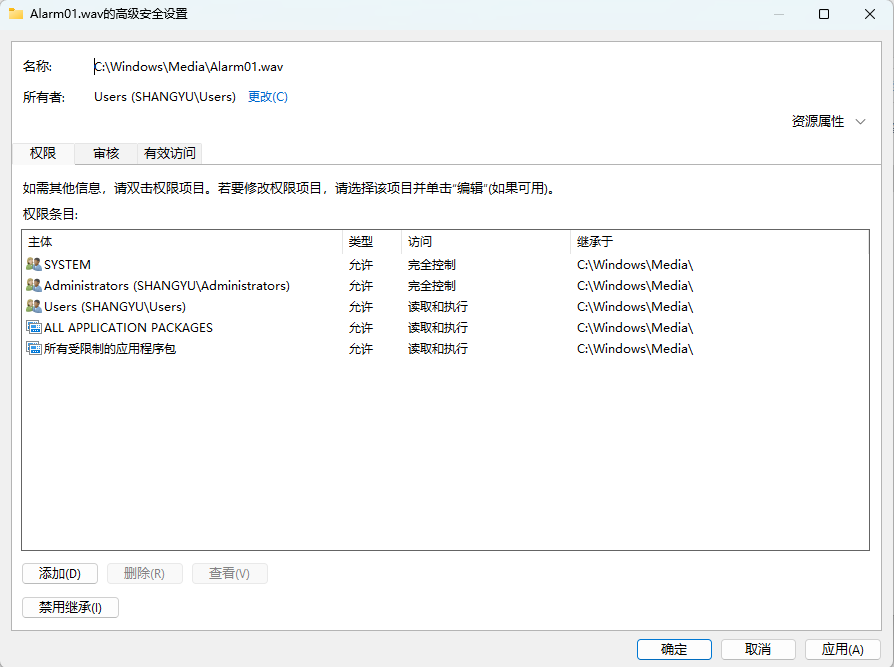 Alarm01.wav的高级安全设置
名称: C:\Windows\Media\Alarm01.wav
所有者: Users (SHANGYU\Users) 更改(C)
资源属性
权限 审核 有效访问
如需其他信息，请双击权限项目。若要修改权限项目，请选择该项目并单击“编辑”(如果可用)。
权限条目:
主体 类型 访问 继承于
SYSTEM 允许 完全控制 C:\Windows\Media\
Administrators (SHANGYU\Administrators) 允许 完全控制 C:\Windows\Media\
Users (SHANGYU\Users) 允许 读取和执行 C:\Windows\Media\
ALL APPLICATION PACKAGES 允许 读取和执行 C:\Windows\Media\
所有受限制的应用程序包 允许 读取和执行 C:\Windows\Media\
添加(D) 删除(R) 查看(V)
禁用继承(I)
确定 取消 应用(A)